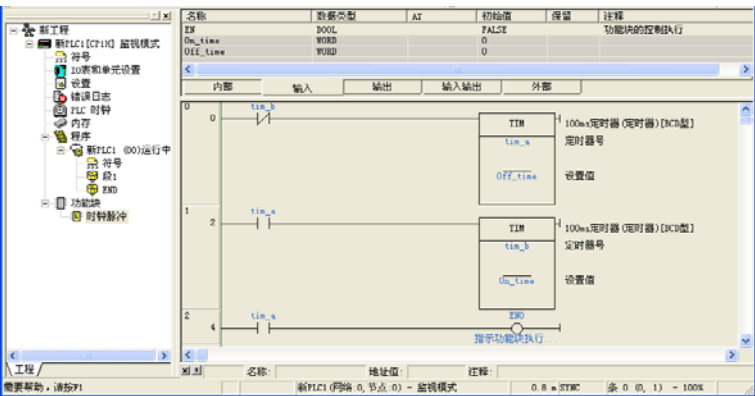 名称 数据类型 AT 初始值 保留 注释
EN BOOL FALSE 功能块的控制执行
On_time WORD 0
Off_time WORD 0
内部 输入 输出 输入输出 外部
新工程
新PLC1[CP1H] 监视模式
符号
IO表和单元设置
设置
错误日志
PLC 时钟
内存
程序
新PLC1 (00)运行中
符号
段1
END
功能块
时钟脉冲
0 tim_b
0 TIM 100ms定时器(定时器)[BCD型]
tim_a 定时器号
Off_time 设置值
1 tim_a
2 TIM 100ms定时器(定时器)[BCD型]
tim_b 定时器号
On_time 设置值
2 tim_a ENO
4
指示功能块执行...
工程
名称: 地址值: 注释:
需要帮助，请按F1 新PLC1(网络:0,节点:0) - 监视模式 0.8 m SYNC 条 0 (0, 1) - 100%